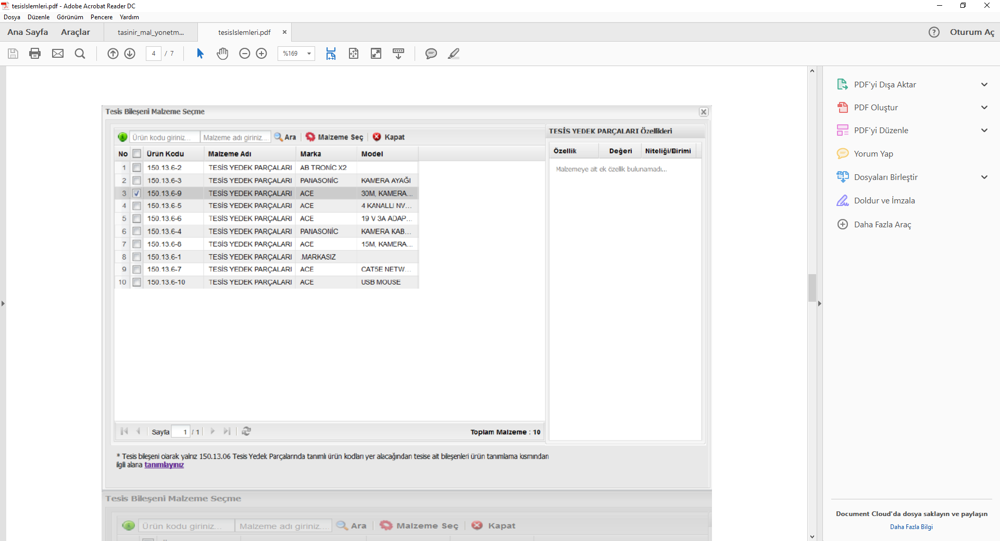 tesisIslemleri.pdf - Adobe Acrobat Reader DC
Dosya Düzenle Görünüm Pencere Yardım
Ana Sayfa Araçlar tasinir_mal_yonetm... tesisIslemleri.pdf Oturum Aç
4 / 7 %169
PDF'yi Dışa Aktar
PDF Oluştur
PDF'yi Düzenle
Yorum Yap
Dosyaları Birleştir
Doldur ve İmzala
Daha Fazla Araç
Document Cloud'da dosya saklayın ve paylaşın
Daha Fazla Bilgi
Tesis Bileşeni Malzeme Seçme
Ürün kodu giriniz... Malzeme adı giriniz.... Ara Malzeme Seç Kapat
No Ürün Kodu Malzeme Adı Marka Model
1 150.13.6-2 TESİS YEDEK PARÇALARI AB TRONİC X2
2 150.13.6-3 TESİS YEDEK PARÇALARI PANASONİC KAMERA AYAĞI
3 150.13.6-9 TESİS YEDEK PARÇALARI ACE 30M, KAMERA...
4 150.13.6-5 TESİS YEDEK PARÇALARI ACE 4 KANALLI NV...
5 150.13.6-6 TESİS YEDEK PARÇALARI ACE 19 V 3A ADAP...
6 150.13.6-4 TESİS YEDEK PARÇALARI PANASONİC KAMERA KAB...
7 150.13.6-8 TESİS YEDEK PARÇALARI ACE 15M, KAMERA...
8 150.13.6-1 TESİS YEDEK PARÇALARI .MARKASIZ
9 150.13.6-7 TESİS YEDEK PARÇALARI ACE CAT5E NETW...
10 150.13.6-10 TESİS YEDEK PARÇALARI ACE USB MOUSE
Sayfa 1 / 1 Toplam Malzeme : 10
TESİS YEDEK PARÇALARI Özellikleri
Özellik Değeri Niteliği/Birimi
Malzemeye ait ek özellik bulunamadı...
* Tesis bileşeni olarak yalnız 150.13.06 Tesis Yedek Parçalarında tanımlı ürün kodları yer alacağından tesise ait bileşenleri ürün tanımlama kısmından
ilgili alana tanımlayınız
Tesis Bileşeni Malzeme Seçme
Ürün kodu giriniz... Malzeme adı giriniz.... Ara Malzeme Seç Kapat